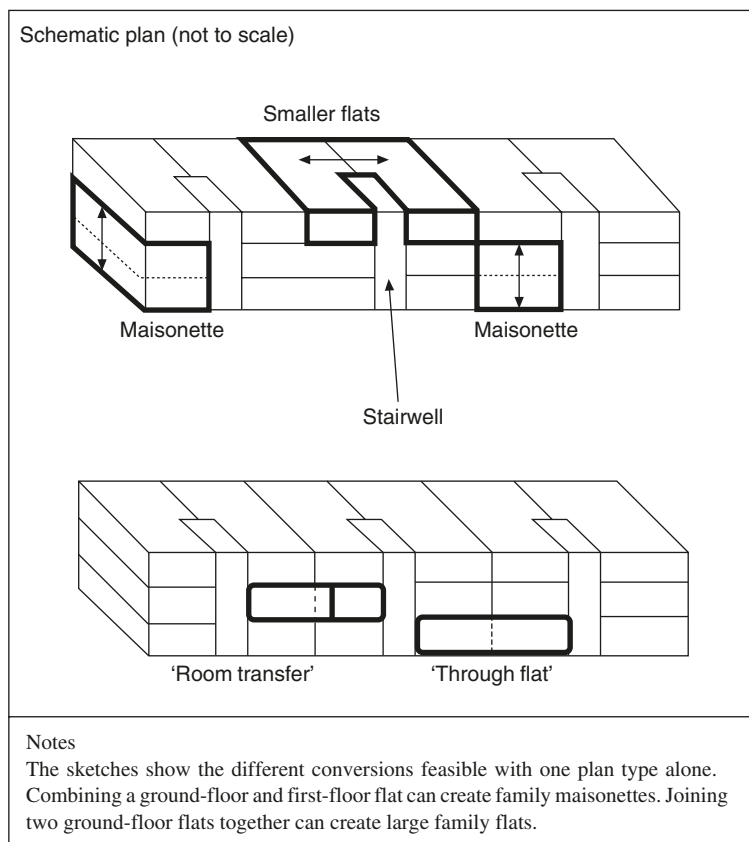 Schematic plan (not to scale)
Smaller flats
Maisonette
Maisonette
Stairwell
‘Room transfer’
‘Through flat’
Notes
The sketches show the different conversions feasible with one plan type alone.
Combining a ground-floor and first-floor flat can create family maisonettes. Joining
two ground-floor flats together can create large family flats.